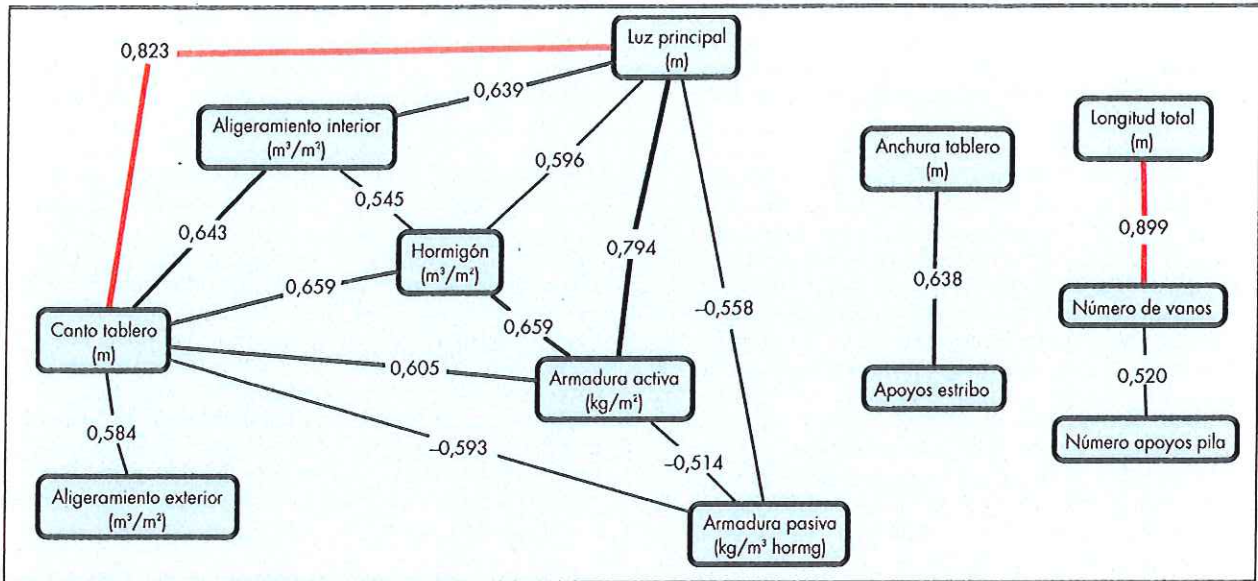 0,823
Luz principal
(m)
0,639
Aligeramiento interior
(m³/m²)
Anchura tablero
(m)
Longitud total
(m)
0,596
0,545
0,643
Hormigón
(m³/m²)
0,794
0,899
0,638
0,659
–0,558
Canto tablero
(m)
0,659
Número de vanos
0,605
Armadura activa
(kg/m²)
Apoyos estribo
0,520
0,584
–0,593
–0,514
Número apoyos pila
Aligeramiento exterior
(m³/m²)
Armadura pasiva
(kg/m³ hormg)